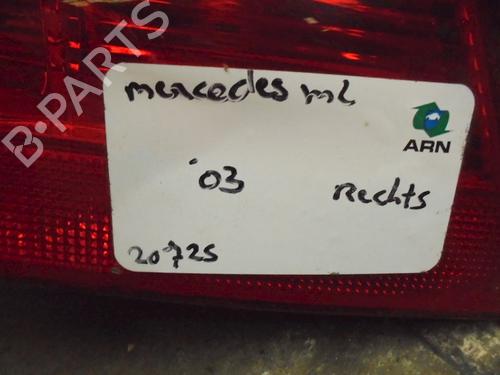 B-PARTS
mercedes ml
ARN
'03
Rechts
20725